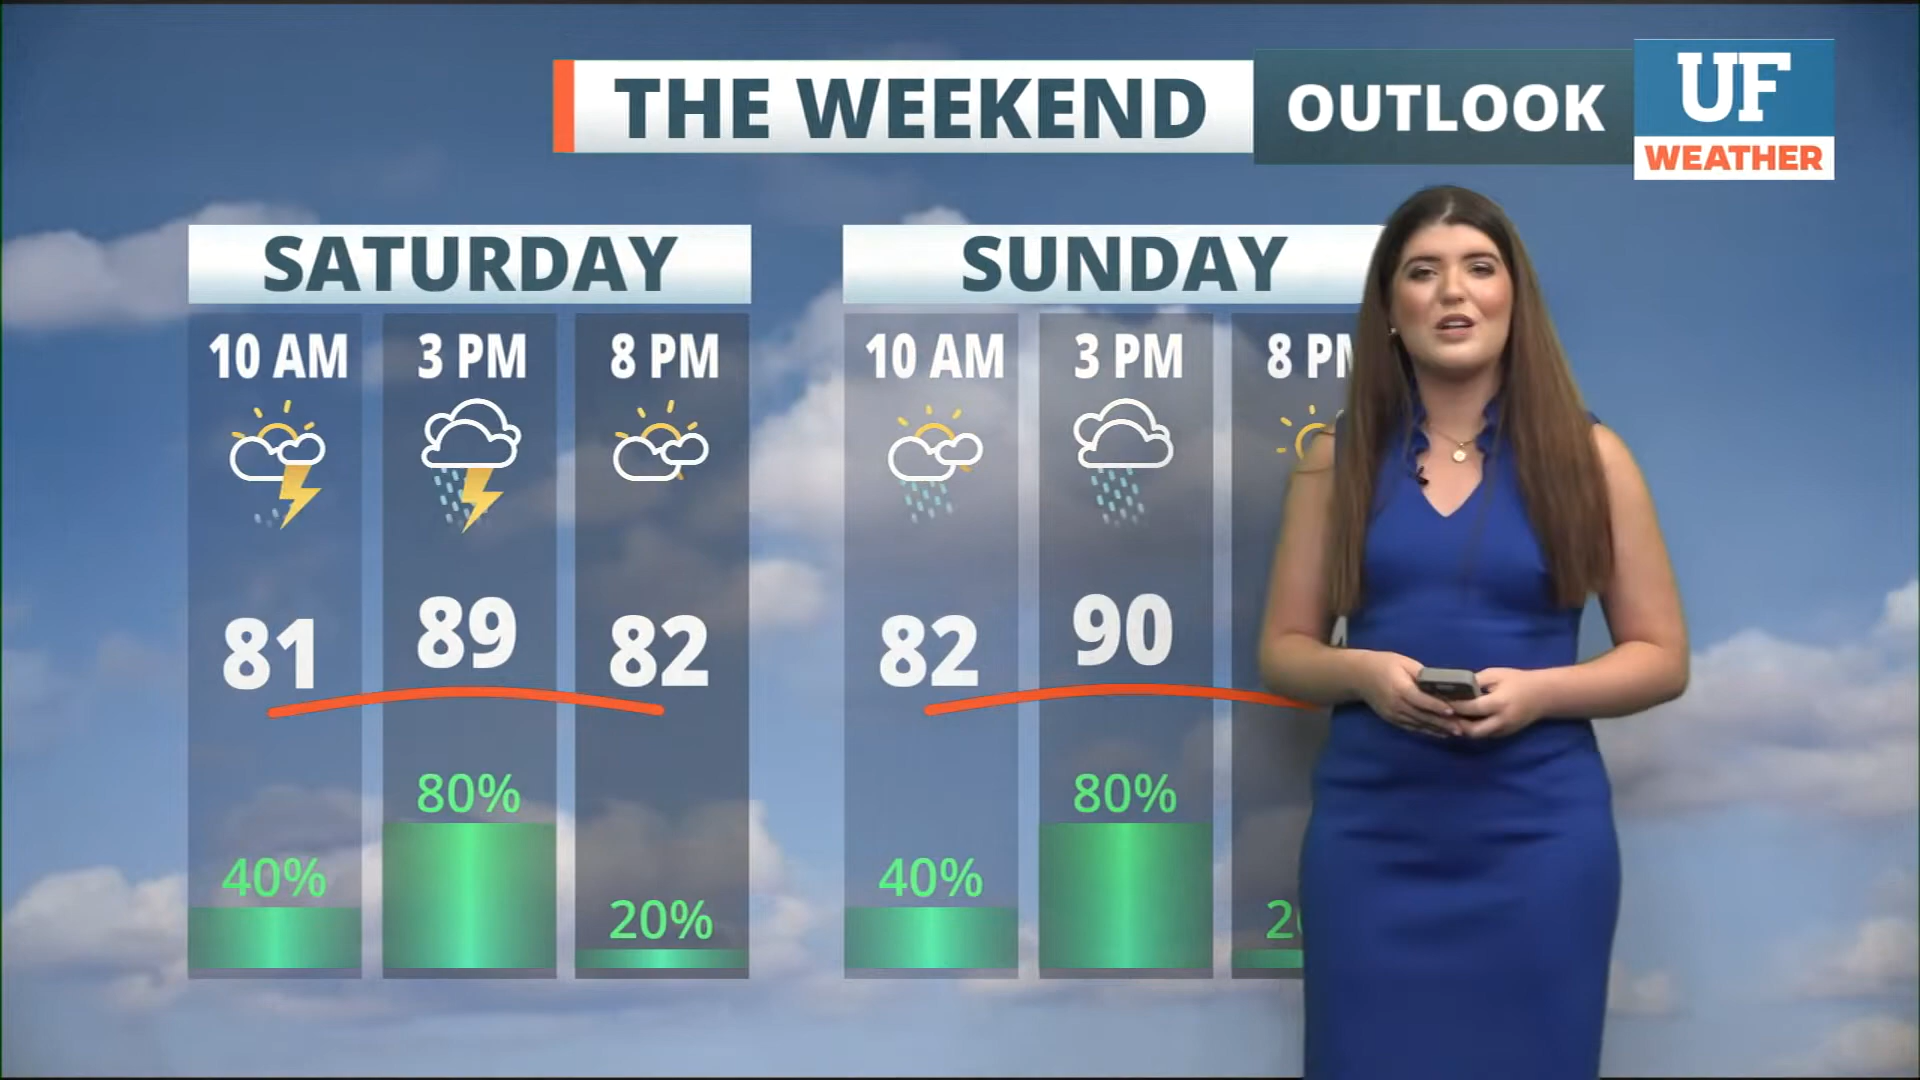 THE WEEKEND OUTLOOK
UF
WEATHER
SATURDAY
10 AM 3 PM 8 PM
81 89 82
40% 80% 20%
SUNDAY
10 AM 3 PM 8
82 90
40% 80%